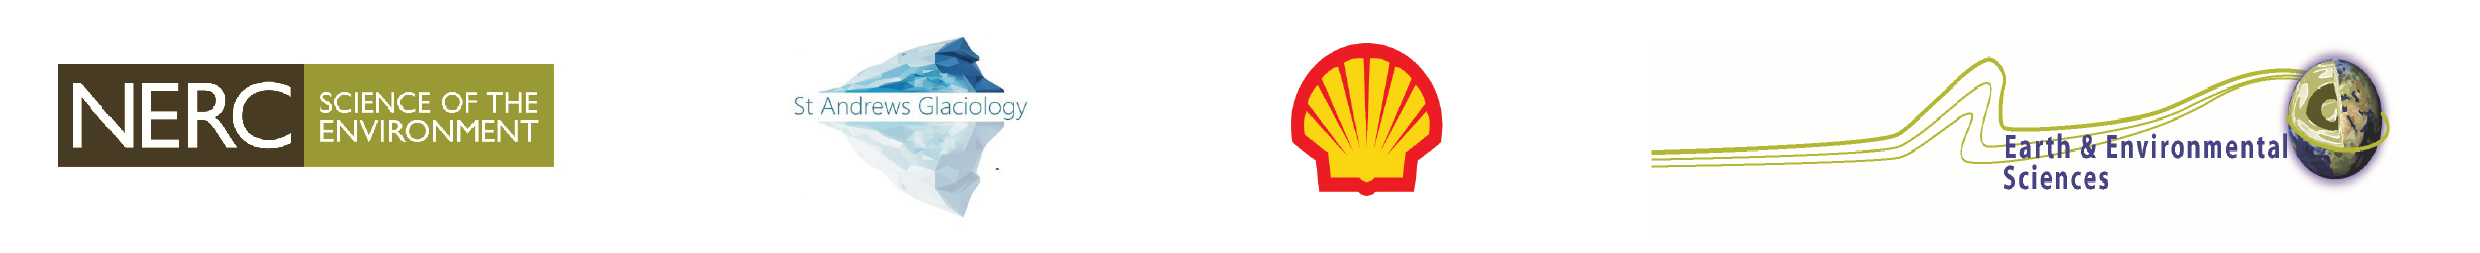 NERC
SCIENCE OF THE
ENVIRONMENT
St Andrews Glaciology
Earth & Environmental
Sciences